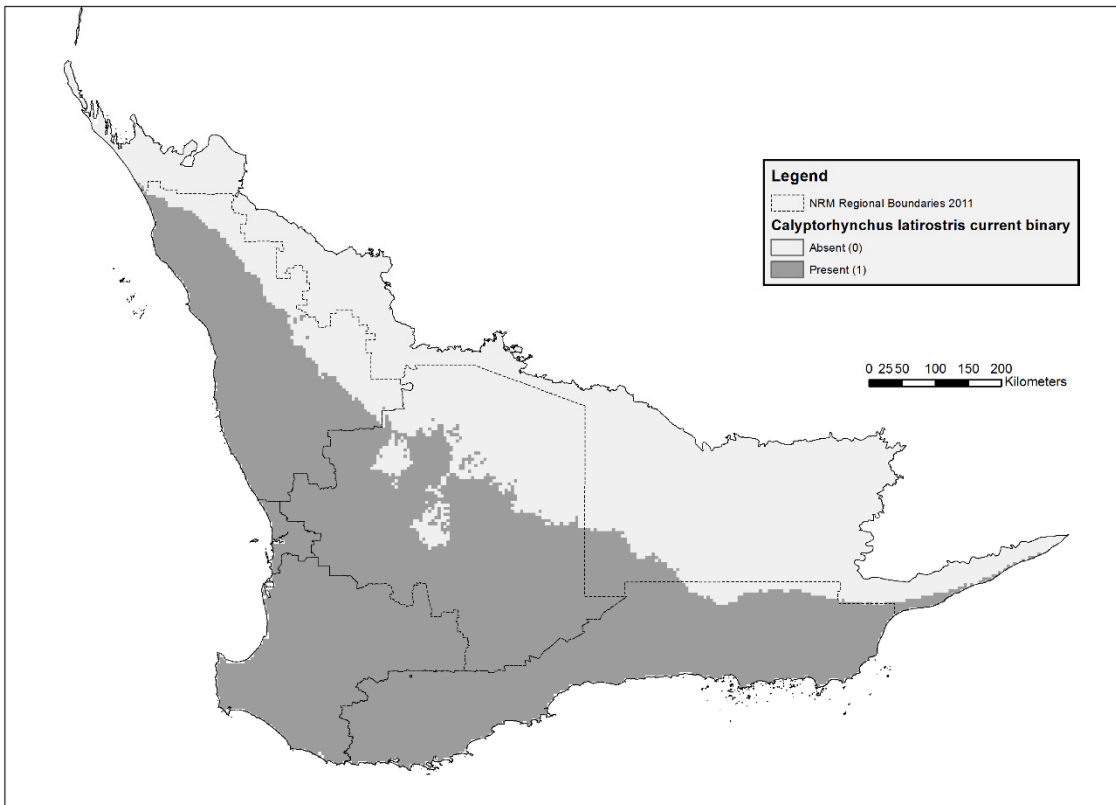 Legend
NRM Regional Boundaries 2011
Calyptorhynchus latirostris current binary
Absent (0)
Present (1)
0 25 50 100 150 200
Kilometers